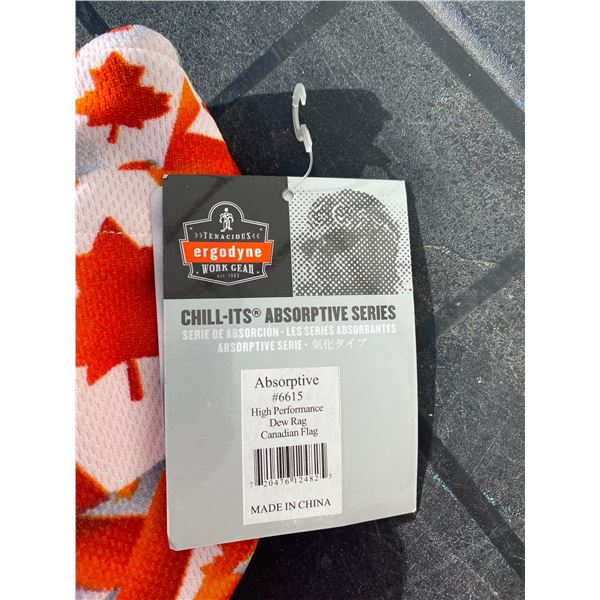 >>TENACIOUS<<
ergodyne
WORK GEAR
est. 1983
CHILL-ITS® ABSORPTIVE SERIES
SERIE DE ABSORCIÓN · LES SERIES ABSORBANTES
ABSORPTIVE SERIE · 気化タイプ
Absorptive
#6615
High Performance
Dew Rag
Canadian Flag
7 20476 12482 5
MADE IN CHINA